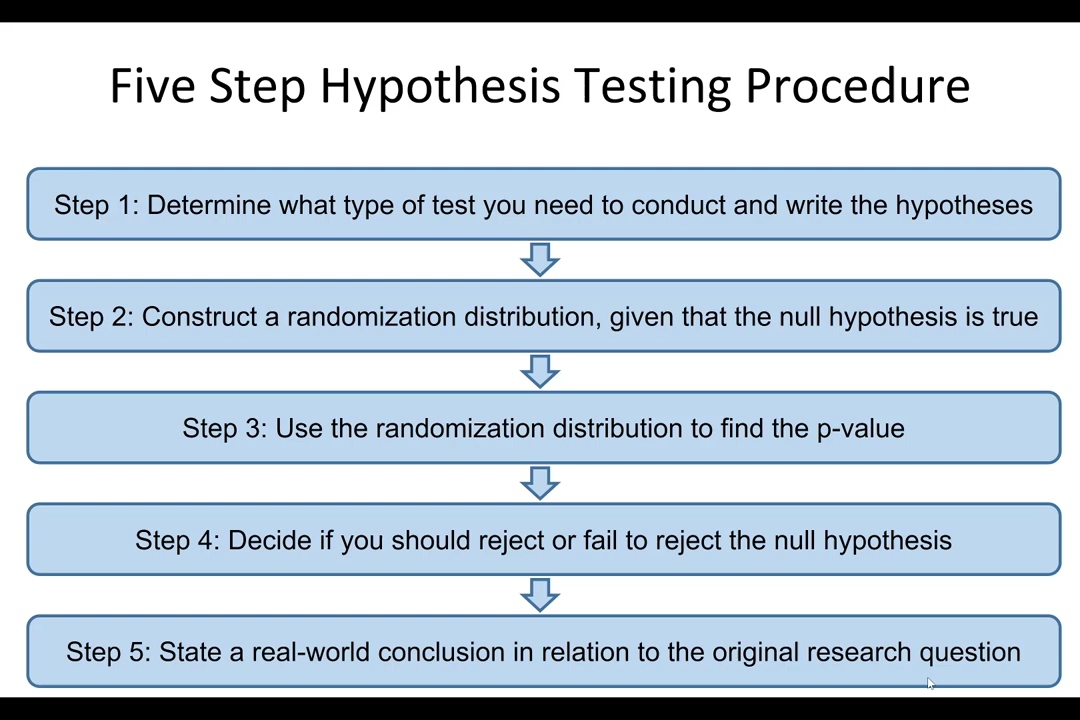 Five Step Hypothesis Testing Procedure
Step 1: Determine what type of test you need to conduct and write the hypotheses
Step 2: Construct a randomization distribution, given that the null hypothesis is true
Step 3: Use the randomization distribution to find the p-value
Step 4: Decide if you should reject or fail to reject the null hypothesis
Step 5: State a real-world conclusion in relation to the original research question